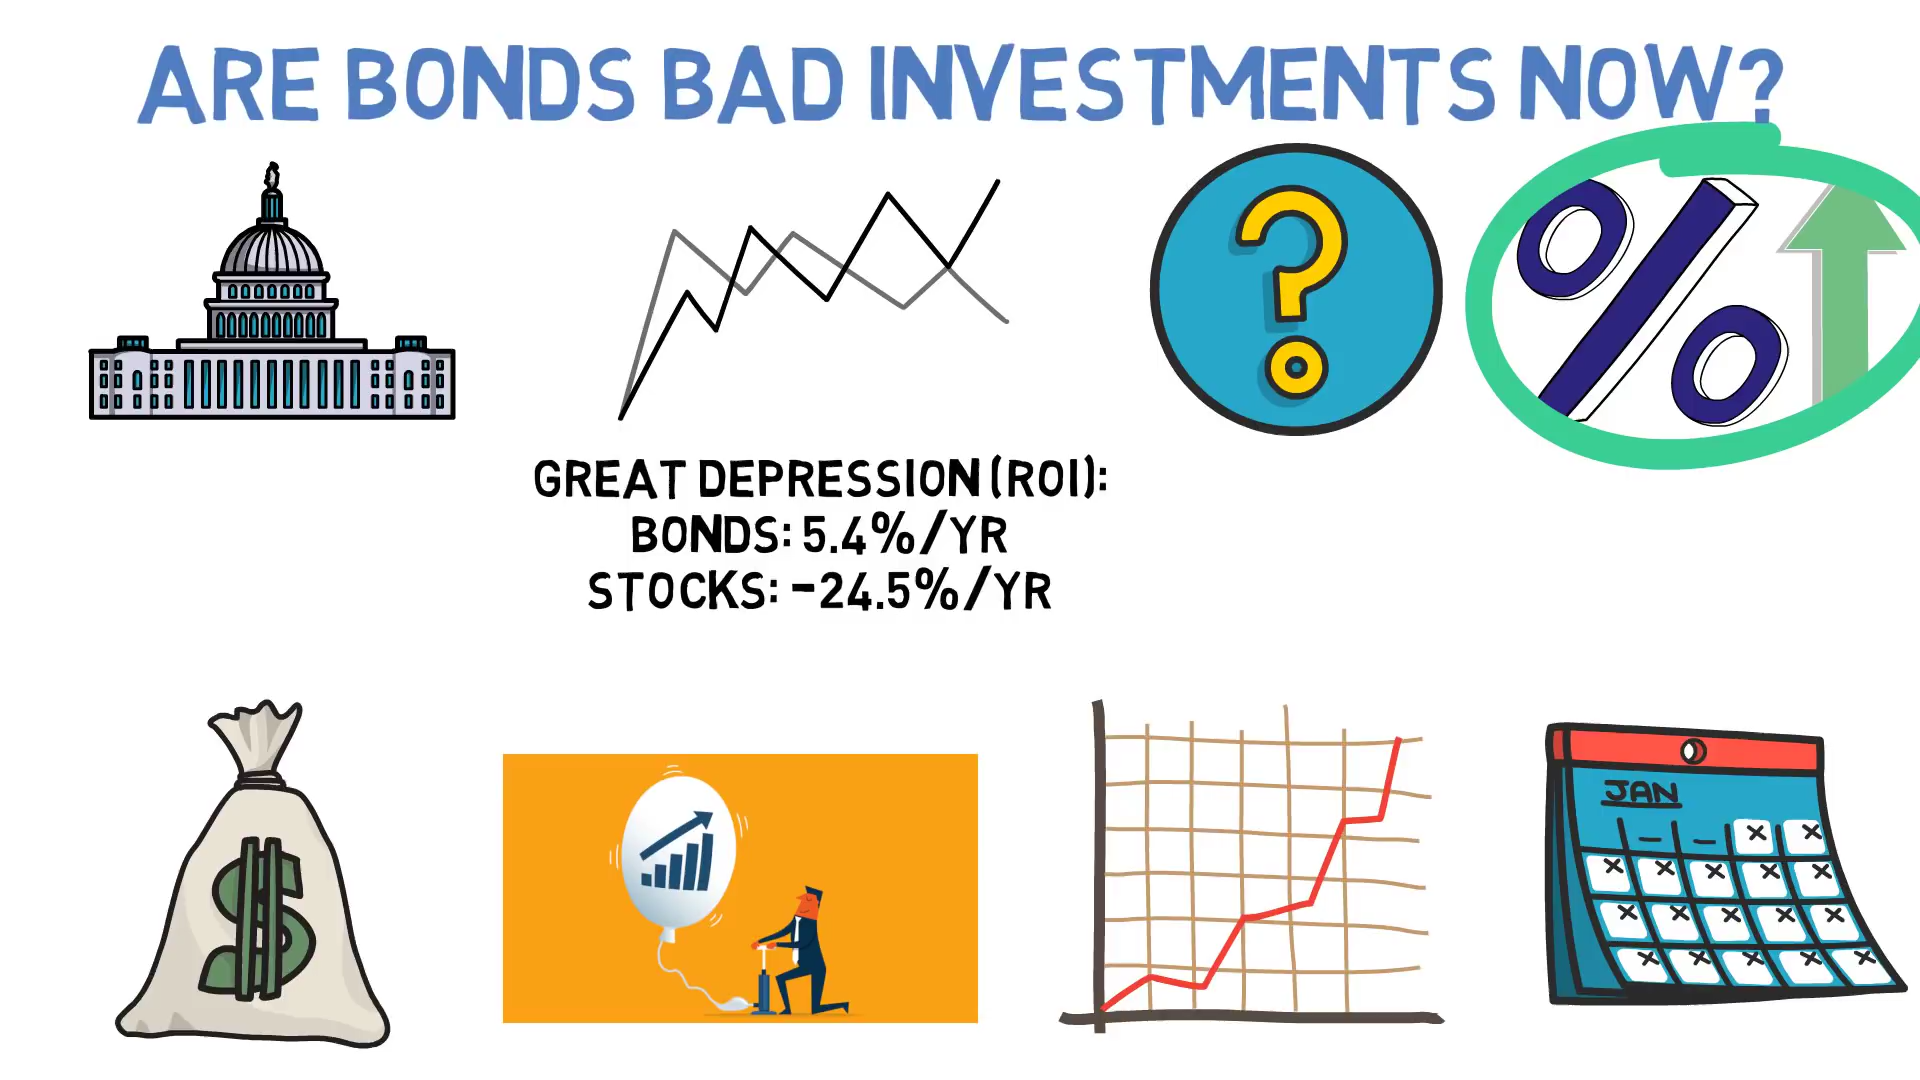 ARE BONDS BAD INVESTMENTS NOW?
GREAT DEPRESSION (ROI):
BONDS: 5.4%/YR
STOCKS: -24.5%/YR
JAN